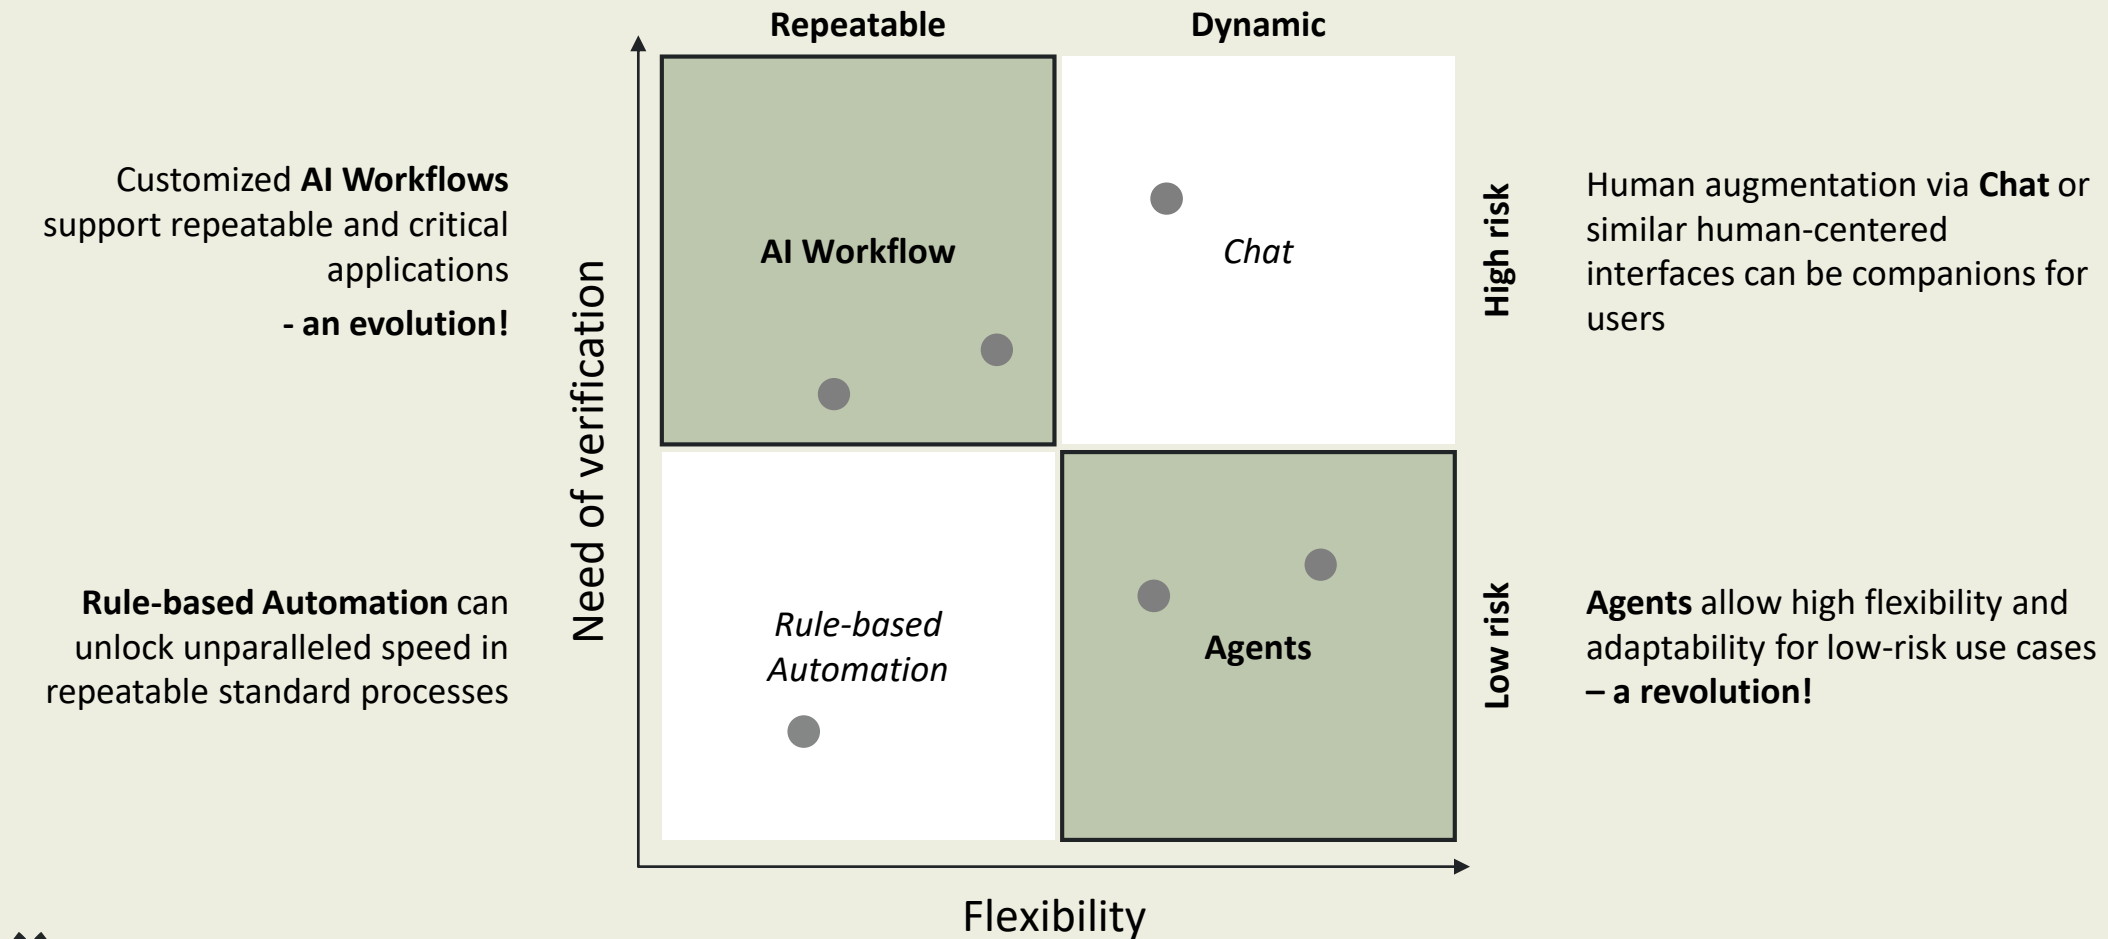 Repeatable
Dynamic
Customized AI Workflows
support repeatable and critical
applications
- an evolution!
Rule-based Automation can
unlock unparalleled speed in
repeatable standard processes
Need of verification
AI Workflow
Chat
Rule-based
Automation
Agents
High risk
Low risk
Human augmentation via Chat or
similar human-centered
interfaces can be companions for
users
Agents allow high flexibility and
adaptability for low-risk use cases
– a revolution!
Flexibility